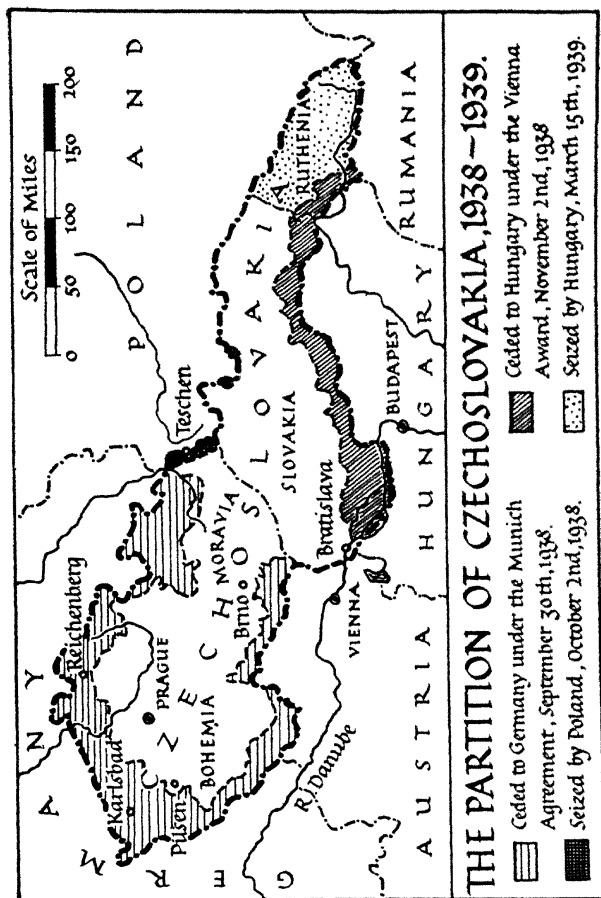 Scale of Miles
0 50 100 150 200
GERMANY
POLAND
Reichenberg
Karlsbad
Teschen
PRAGUE
Pilsen
BOHEMIA
MORAVIA
Brno
CZECHOSLOVAKIA
SLOVAKIA
RUTHENIA
Bratislava
VIENNA
R. Danube
BUDAPEST
AUSTRIA
HUNGARY
RUMANIA
THE PARTITION OF CZECHOSLOVAKIA, 1938–1939.
Ceded to Germany under the Munich
Agreement, September 30th, 1938.
Seized by Poland, October 2nd, 1938.
Ceded to Hungary under the Vienna
Award, November 2nd, 1938
Seized by Hungary, March 15th, 1939.